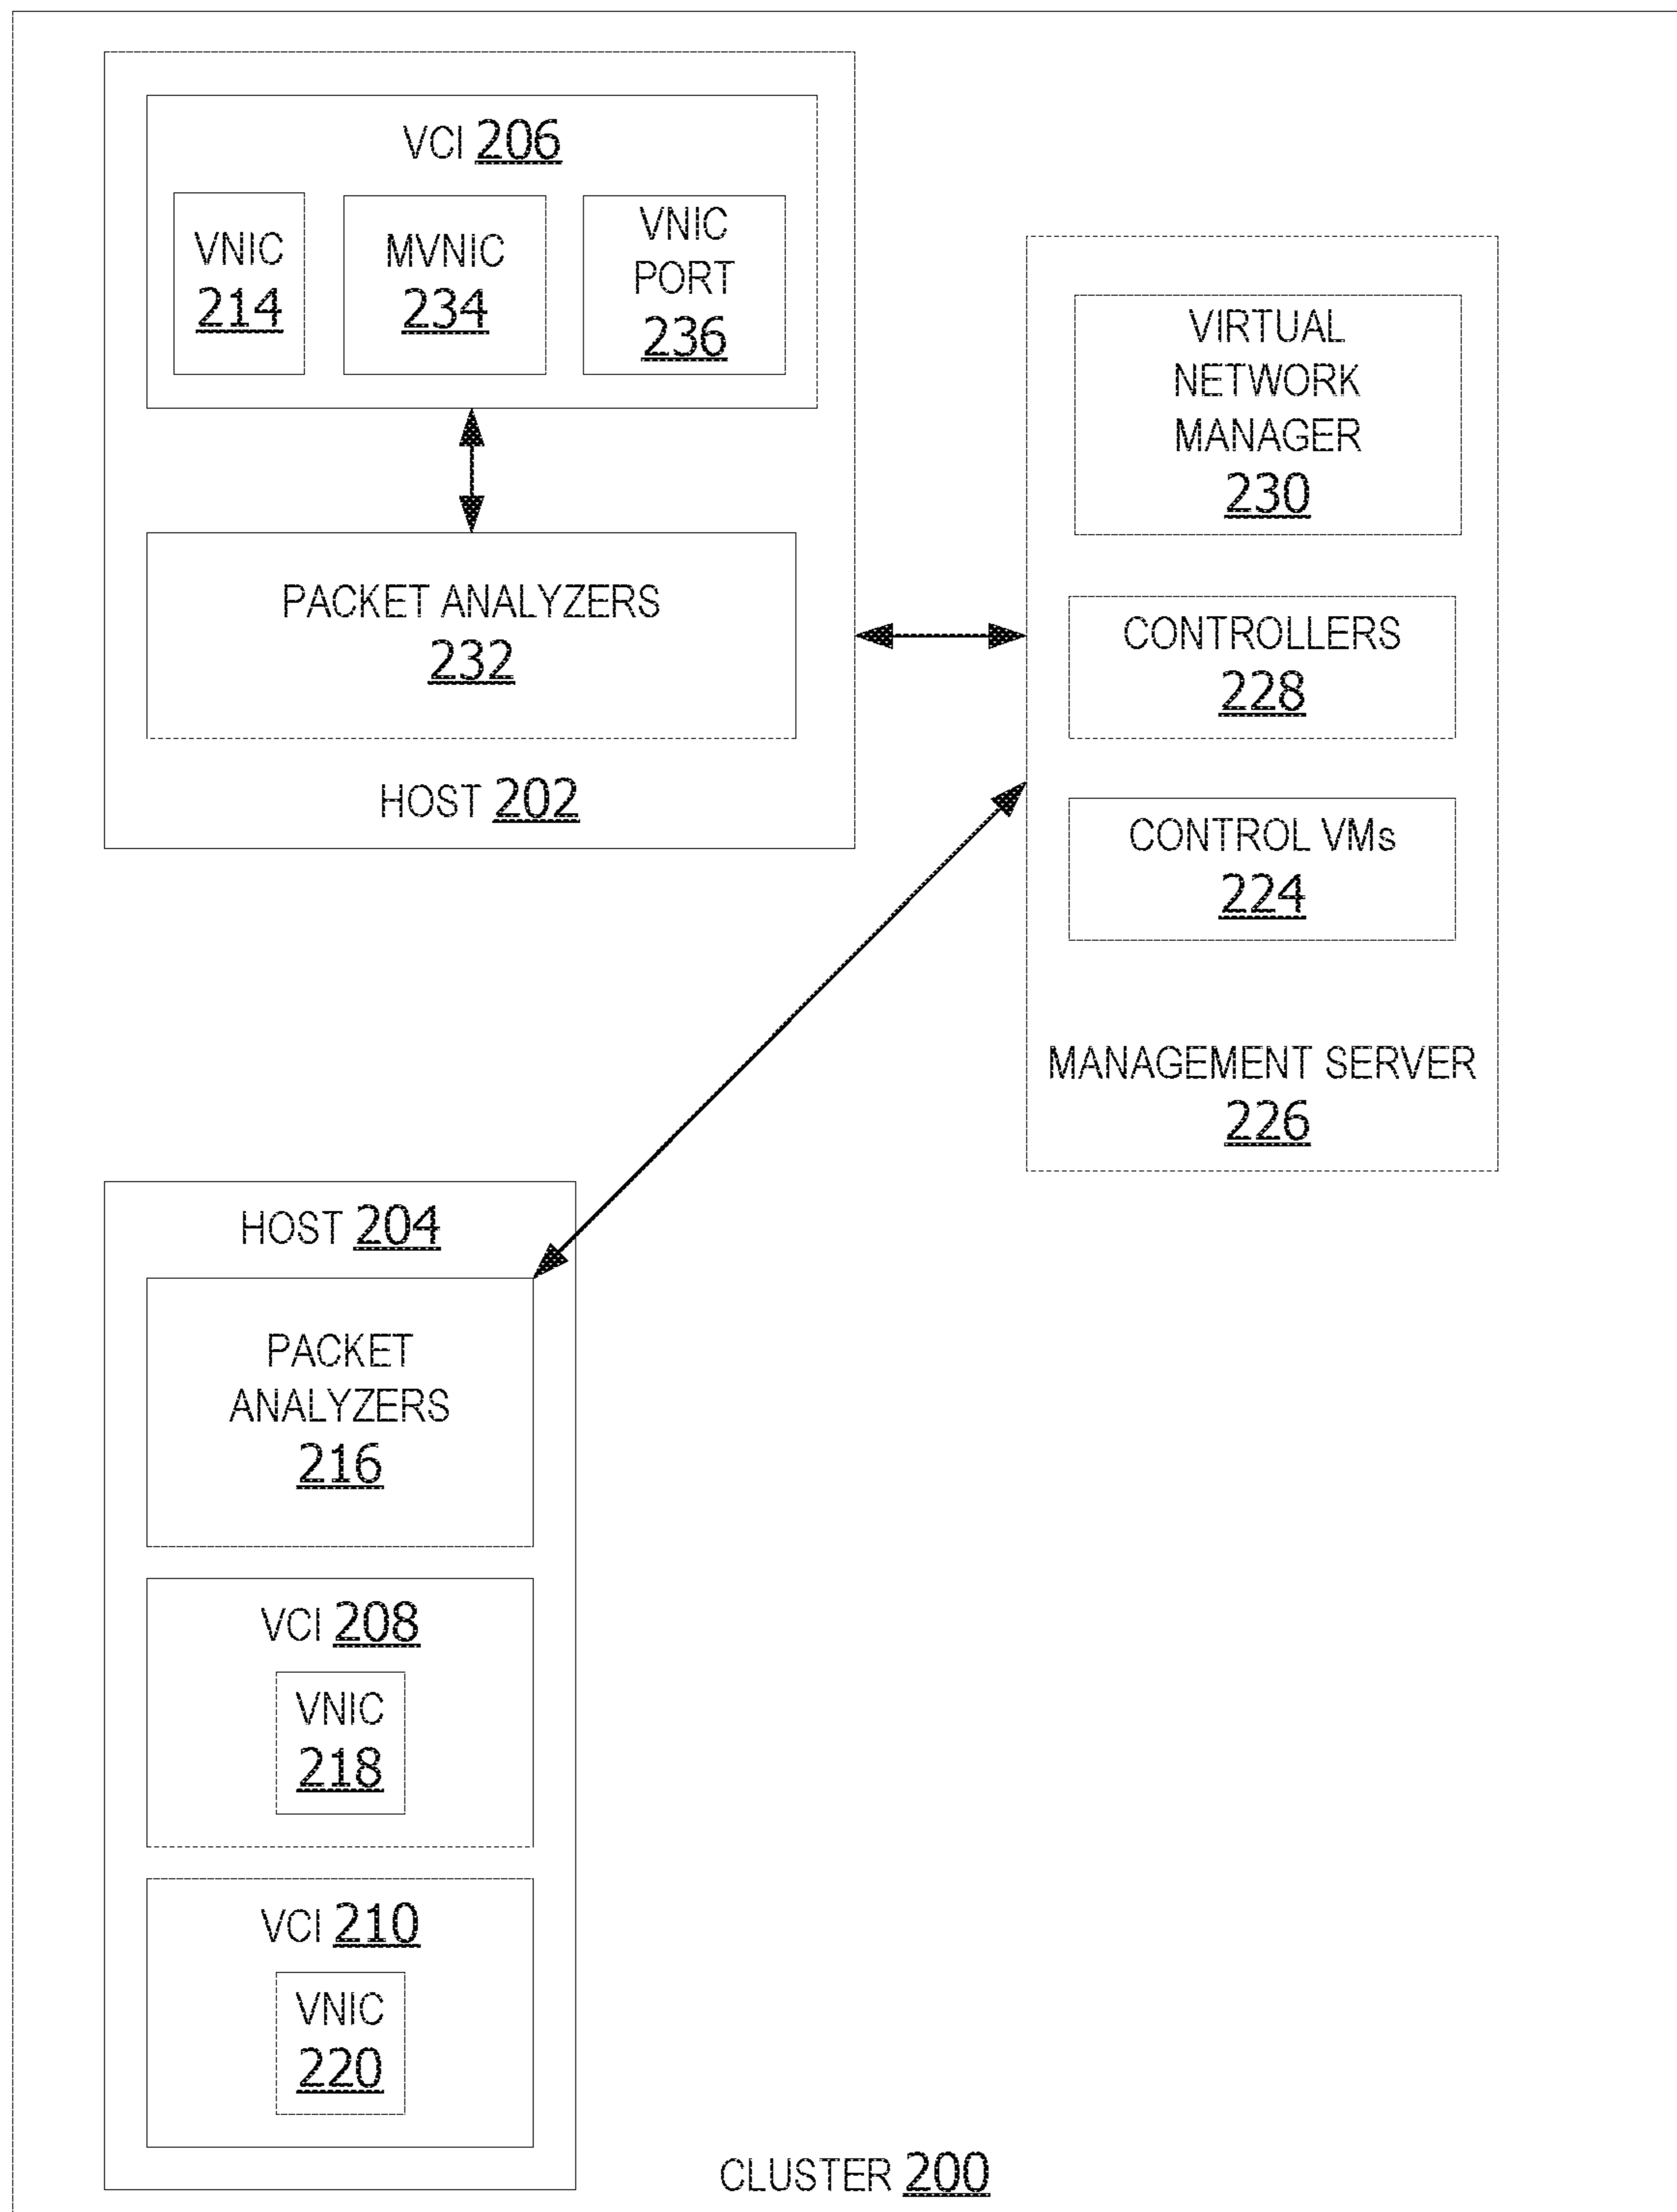 VCI 206
VNIC
214
MVNIC
234
VNIC
PORT
236
PACKET ANALYZERS
232
HOST 202
VIRTUAL
NETWORK
MANAGER
230
CONTROLLERS
228
CONTROL VMs
224
MANAGEMENT SERVER
226
HOST 204
PACKET
ANALYZERS
216
VCI 208
VNIC
218
VCI 210
VNIC
220
CLUSTER 200